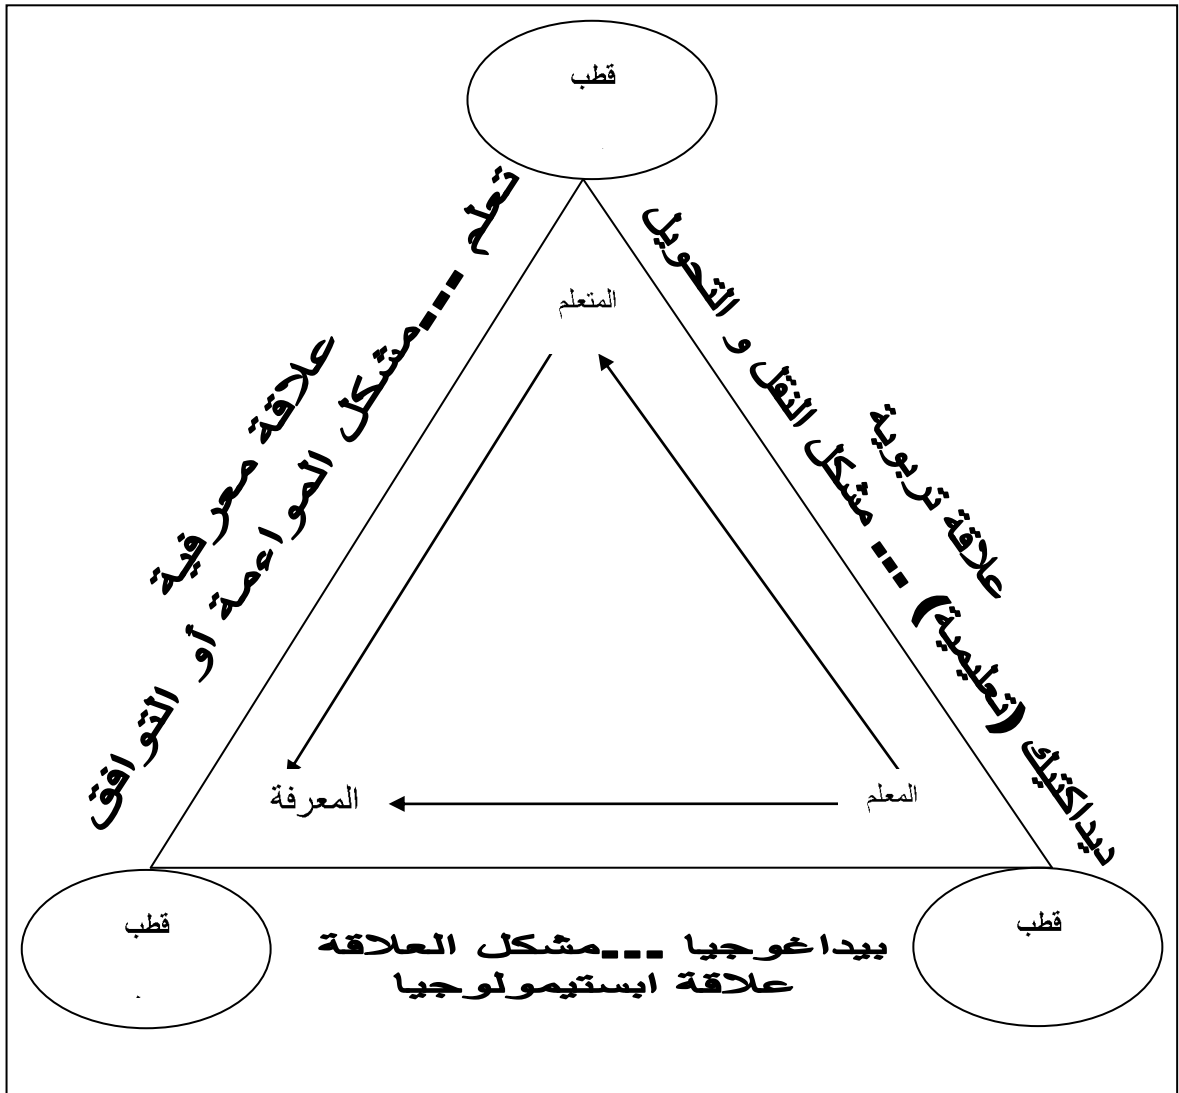 قطب
تعلم ...مشكل المواءمة أو التوافق
علاقة معرفية
ديداكتيك (تعليمية) ... مشكل النقل و التحويل
علاقة تربوية
المتعلم
المعرفة
المعلم
قطب
قطب
بيداغوجيا ...مشكل العلاقة
علاقة ابستيمولوجيا